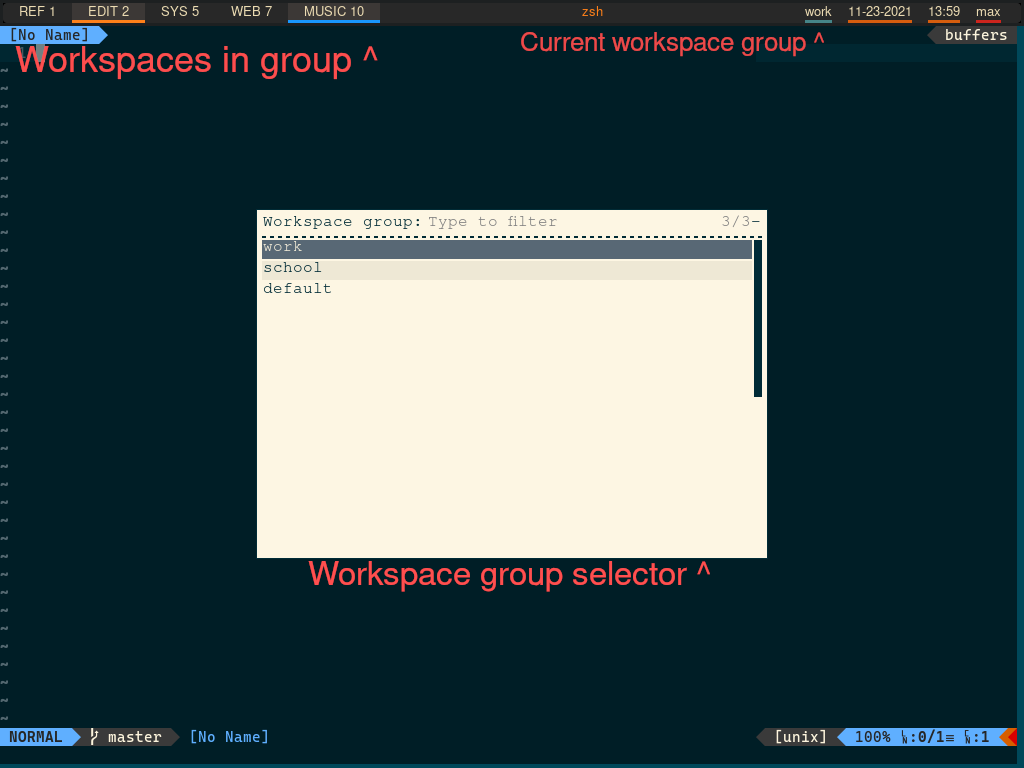 REF 1 EDIT 2 SYS 5 WEB 7 MUSIC 10 zsh work 11-23-2021 13:59 max
[No Name] buffers
Workspaces in group ^ Current workspace group ^
Workspace group: Type to filter 3/3-
work
school
default
Workspace group selector ^
NORMAL master [No Name] [unix] 100% ㏑:0/1≡ ㏇:1